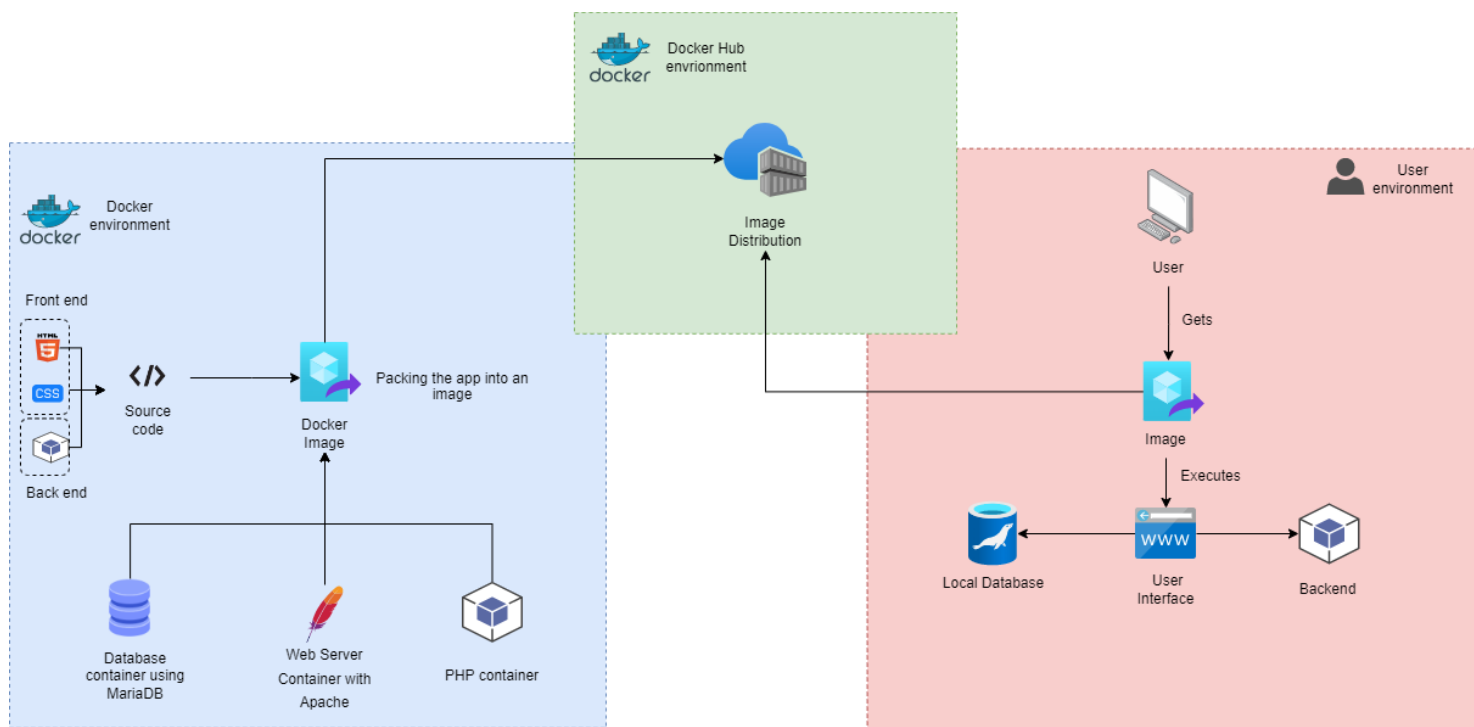 docker
Docker Hub
envrionment
Image
Distribution
docker
Docker
environment
Front end
HTML
5
CSS
Back end
Source
code
Docker
Image
Packing the app into an
image
Database
container using
MariaDB
Web Server
Container with
Apache
PHP container
User
environment
User
Gets
Image
Executes
Local Database
WWW
User
Interface
Backend